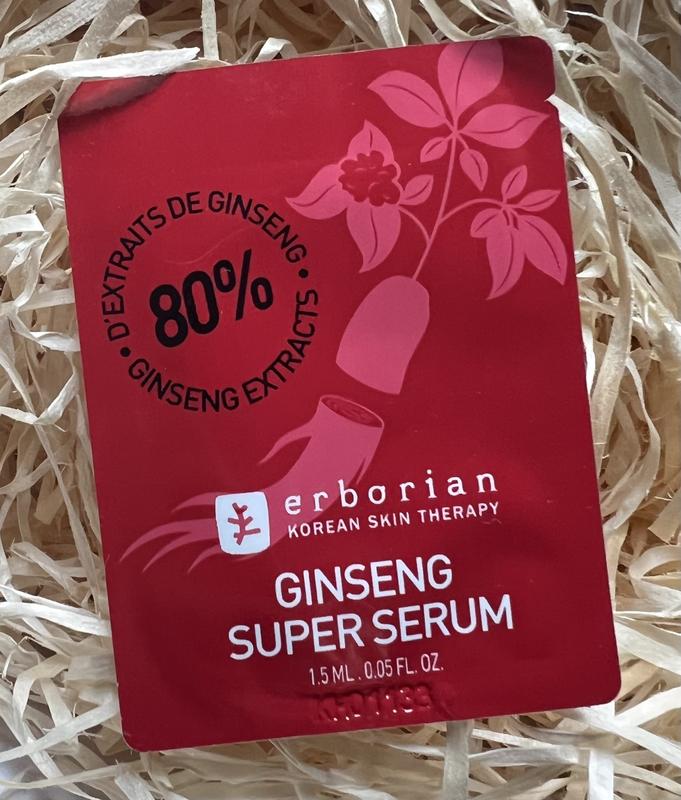 D'EXTRAITS DE GINSENG
80%
• GINSENG EXTRACTS •
erborian
KOREAN SKIN THERAPY
GINSENG
SUPER SERUM
1.5 ML . 0.05 FL. OZ.